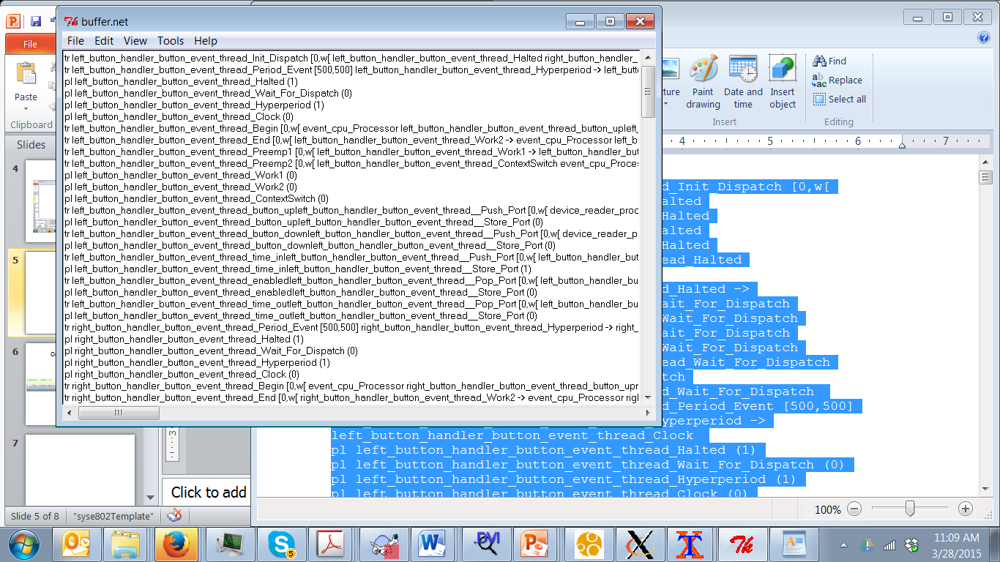 buffer.net
File Edit View Tools Help
tr left_button_handler_button_event_thread_Init_Dispatch [0,w[ left_button_handler_button_event_thread_Halted right_button_handler_
tr left_button_handler_button_event_thread_Period_Event [500,500] left_button_handler_button_event_thread_Hyperperiod -> left_butto
pl left_button_handler_button_event_thread_Halted (1)
pl left_button_handler_button_event_thread_Wait_For_Dispatch (0)
pl left_button_handler_button_event_thread_Hyperperiod (1)
pl left_button_handler_button_event_thread_Clock (0)
tr left_button_handler_button_event_thread_Begin [0,w[ event_cpu_Processor left_button_handler_button_event_thread_button_upleft_
tr left_button_handler_button_event_thread_End [0,w[ left_button_handler_button_event_thread_Work2 -> event_cpu_Processor left_b
tr left_button_handler_button_event_thread_Preemp1 [0,w[ left_button_handler_button_event_thread_Work1 -> left_button_handler_but
tr left_button_handler_button_event_thread_Preemp2 [0,w[ left_button_handler_button_event_thread_ContextSwitch event_cpu_Proces
pl left_button_handler_button_event_thread_Work1 (0)
pl left_button_handler_button_event_thread_Work2 (0)
pl left_button_handler_button_event_thread_ContextSwitch (0)
tr left_button_handler_button_event_thread_button_upleft_button_handler_button_event_thread__Push_Port [0,w[ device_reader_proc
pl left_button_handler_button_event_thread_button_upleft_button_handler_button_event_thread__Store_Port (0)
tr left_button_handler_button_event_thread_button_downleft_button_handler_button_event_thread__Push_Port [0,w[ device_reader_p
pl left_button_handler_button_event_thread_button_downleft_button_handler_button_event_thread__Store_Port (0)
tr left_button_handler_button_event_thread_time_inleft_button_handler_button_event_thread__Push_Port [0,w[ left_button_handler_but
pl left_button_handler_button_event_thread_time_inleft_button_handler_button_event_thread__Store_Port (1)
tr left_button_handler_button_event_thread_enabledleft_button_handler_button_event_thread__Pop_Port [0,w[ left_button_handler_bu
pl left_button_handler_button_event_thread_enabledleft_button_handler_button_event_thread__Store_Port (0)
tr left_button_handler_button_event_thread_time_outleft_button_handler_button_event_thread__Pop_Port [0,w[ left_button_handler_bu
pl left_button_handler_button_event_thread_time_outleft_button_handler_button_event_thread__Store_Port (0)
tr right_button_handler_button_event_thread_Period_Event [500,500] right_button_handler_button_event_thread_Hyperperiod -> right_
pl right_button_handler_button_event_thread_Halted (1)
pl right_button_handler_button_event_thread_Wait_For_Dispatch (0)
pl right_button_handler_button_event_thread_Hyperperiod (1)
pl right_button_handler_button_event_thread_Clock (0)
tr right_button_handler_button_event_thread_Begin [0,w[ event_cpu_Processor right_button_handler_button_event_thread_button_upri
tr right_button_handler_button_event_thread_End [0,w[ right_button_handler_button_event_thread_Work2 -> event_cpu_Processor righ
File
Paste
Clipboard
Slides
4
5
6
7
Paint drawing
Date and time
Insert object
Insert
Find
Replace
Select all
Editing
4 5 6 7
d_Init_Dispatch [0,w[
alted
Halted
alted
Halted
ead_Halted
d_Halted ->
ait_For_Dispatch
Wait_For_Dispatch
ait_For_Dispatch
Wait_For_Dispatch
ead_Wait_For_Dispatch
tch
d_Wait_For_Dispatch
d_Period_Event [500,500]
yperperiod ->
left_button_handler_button_event_thread_Clock
pl left_button_handler_button_event_thread_Halted (1)
pl left_button_handler_button_event_thread_Wait_For_Dispatch (0)
pl left_button_handler_button_event_thread_Hyperperiod (1)
pl left_button_handler_button_event_thread_Clock (0)
Click to add
Slide 5 of 8 "syse802Template"
100%
11:09 AM
3/28/2015